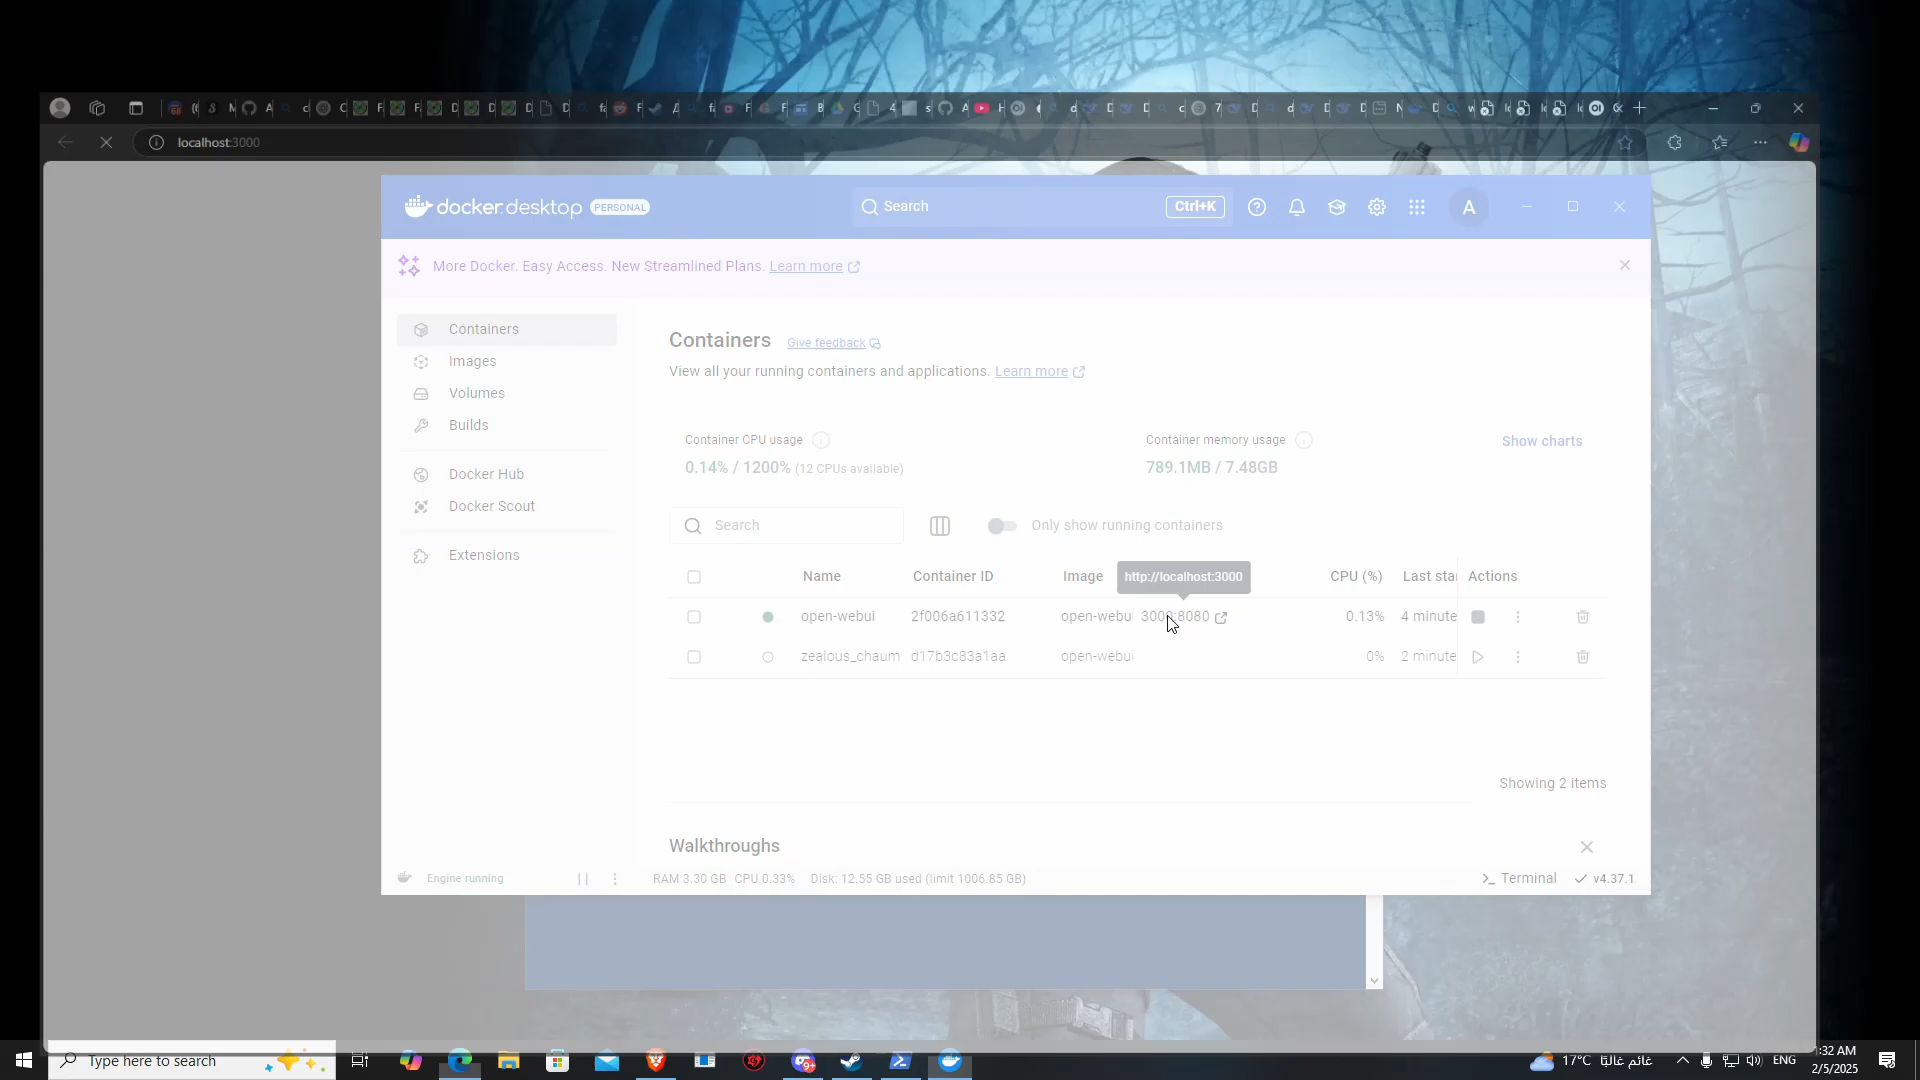 localhost:3000
docker desktop PERSONAL
Search
Ctrl+K
A
More Docker. Easy Access. New Streamlined Plans. Learn more
Containers
Images
Volumes
Builds
Docker Hub
Docker Scout
Extensions
Containers Give feedback
View all your running containers and applications. Learn more
Container CPU usage
0.14% / 1200% (12 CPUs available)
Container memory usage
789.1MB / 7.48GB
Show charts
Search
Only show running containers
Name Container ID Image CPU (%) Last star Actions
http://localhost:3000
open-webui 2f006a611332 open-webu 3000:8080 0.13% 4 minute
zealous_chaum d17b3c83a1aa open-webui 0% 2 minute
Showing 2 items
Walkthroughs
Engine running
RAM 3.30 GB CPU 0.33% Disk: 12.55 GB used (limit 1006.85 GB)
>_ Terminal
v4.37.1
Type here to search
17°C غائم غالبًا
ENG
1:32 AM
2/5/2025